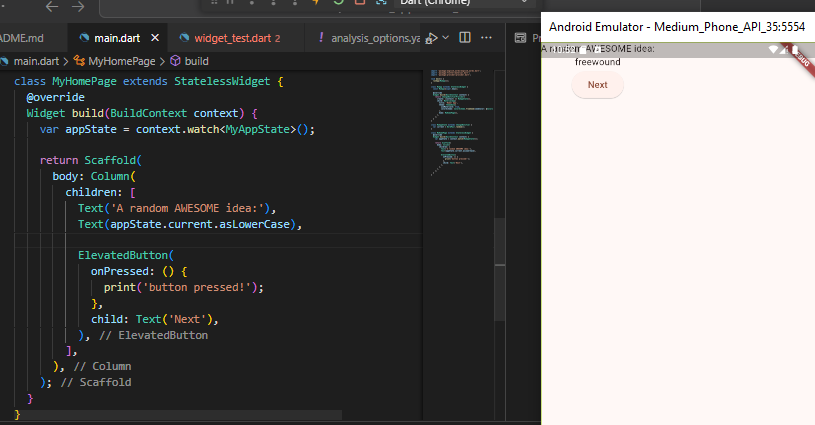 Dart (Chrome)
ADME.md
main.dart
widget_test.dart 2
! analysis_options.ya
Pr
main.dart > MyHomePage > build
class MyHomePage extends StatelessWidget {
@override
Widget build(BuildContext context) {
var appState = context.watch<MyAppState>();
return Scaffold(
body: Column(
children: [
Text('A random AWESOME idea:'),
Text(appState.current.asLowerCase),
ElevatedButton(
onPressed: () {
print('button pressed!');
},
child: Text('Next'),
), // ElevatedButton
],
), // Column
); // Scaffold
}
}
Android Emulator - Medium_Phone_API_35:5554
A random AWESOME idea:
freewound
Next